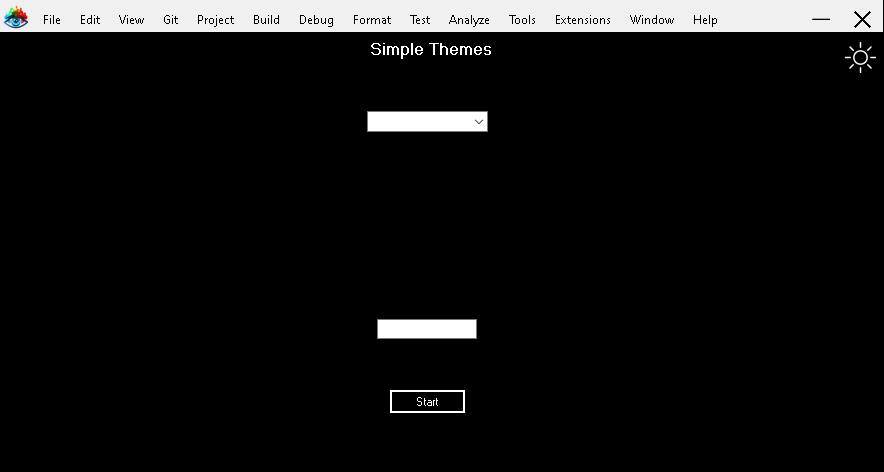 File Edit View Git Project Build Debug Format Test Analyze Tools Extensions Window Help
Simple Themes
Start